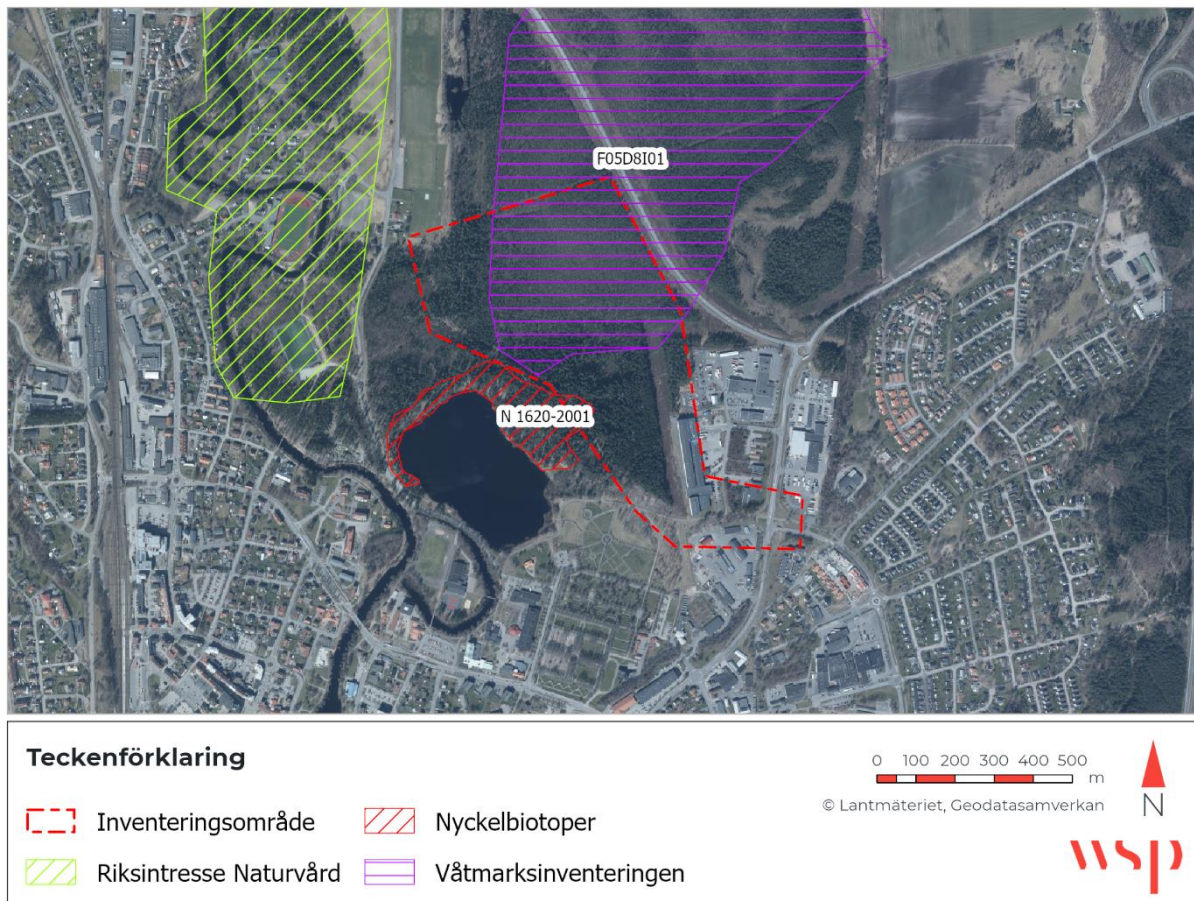 F05D8I01
N 1620-2001
Teckenförklaring
Inventeringsområde
Nyckelbiotoper
Riksintresse Naturvård
Våtmarksinventeringen
0 100 200 300 400 500
m
© Lantmäteriet, Geodatasamverkan
N
wsp